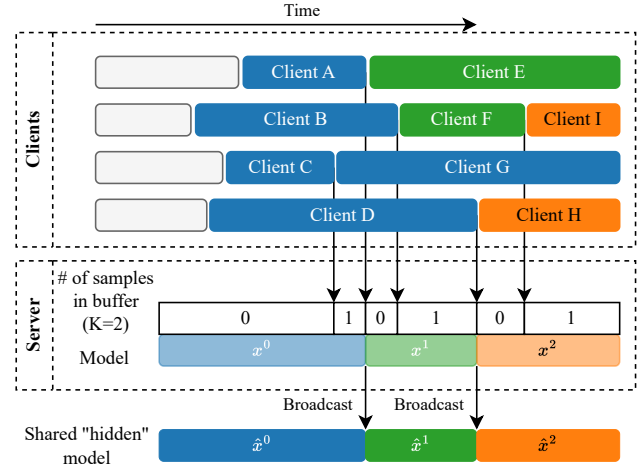 Time
Clients
Client A
Client E
Client B
Client F
Client I
Client C
Client G
Client D
Client H
Server
# of samples
in buffer
(K=2)
0
1
0
1
0
1
Model
x⁰
x¹
x²
Broadcast
Broadcast
Shared "hidden"
model
x̂⁰
x̂¹
x̂²